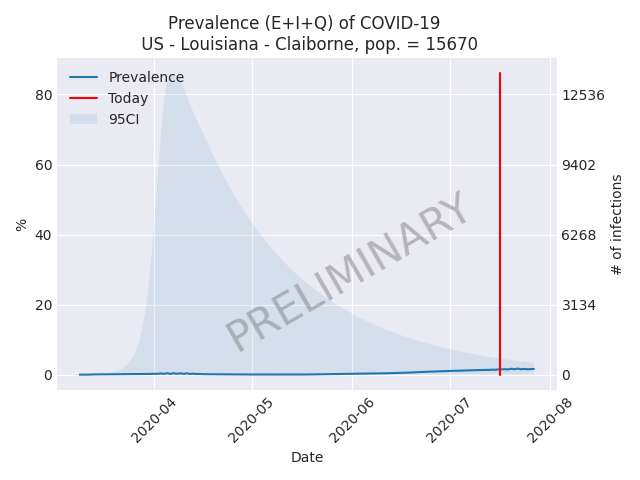 Prevalence (E+I+Q) of COVID-19
US - Louisiana - Claiborne, pop. = 15670
Prevalence
Today
95CI
80
60
40
20
0
%
12536
9402
6268
3134
0
# of infections
PRELIMINARY
2020-04
2020-05
2020-06
2020-07
2020-08
Date